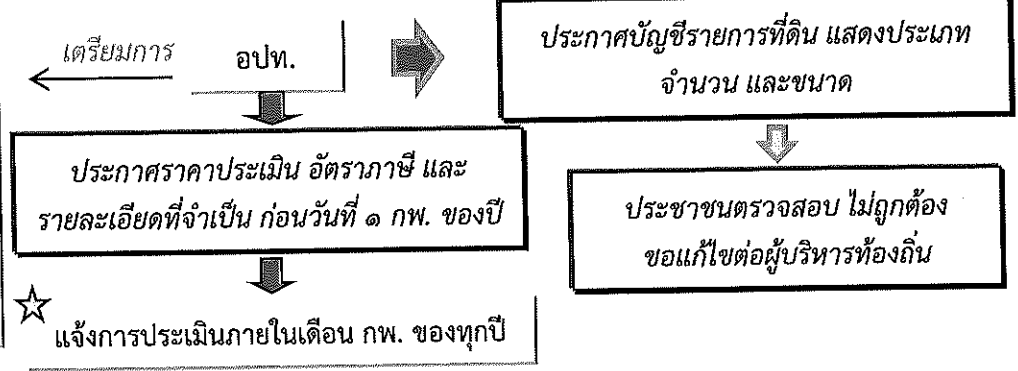 เตรียมการ
อปท.
ประกาศบัญชีรายการที่ดิน แสดงประเภท
จำนวน และขนาด
ประกาศราคาประเมิน อัตราภาษี และ
รายละเอียดที่จำเป็น ก่อนวันที่ ๑ กพ. ของปี
ประชาชนตรวจสอบ ไม่ถูกต้อง
ขอแก้ไขต่อผู้บริหารท้องถิ่น
แจ้งการประเมินภายในเดือน กพ. ของทุกปี